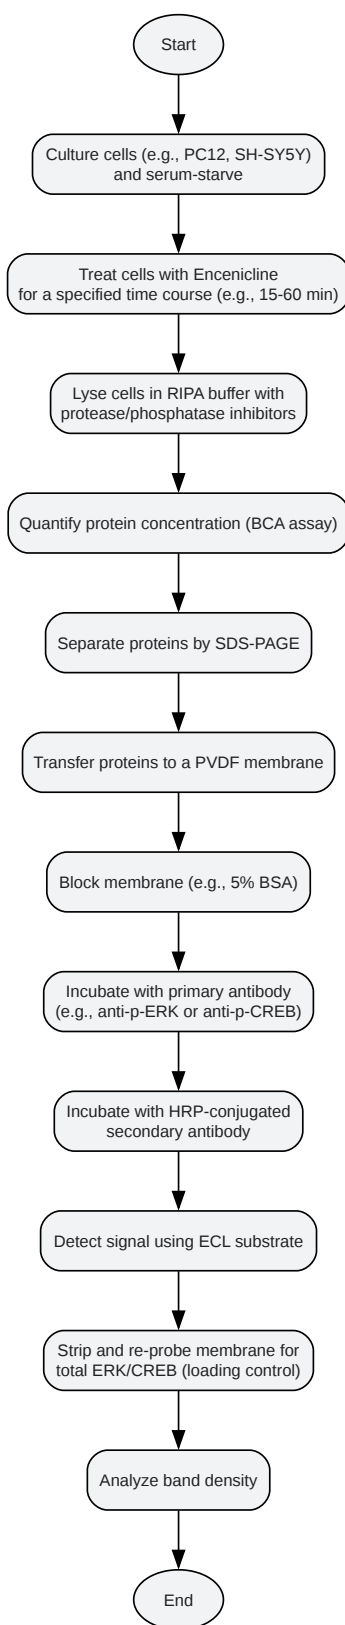 Start
Culture cells (e.g., PC12, SH-SY5Y)
and serum-starve
Treat cells with Encenicline
for a specified time course (e.g., 15-60 min)
Lyse cells in RIPA buffer with
protease/phosphatase inhibitors
Quantify protein concentration (BCA assay)
Separate proteins by SDS-PAGE
Transfer proteins to a PVDF membrane
Block membrane (e.g., 5% BSA)
Incubate with primary antibody
(e.g., anti-p-ERK or anti-p-CREB)
Incubate with HRP-conjugated
secondary antibody
Detect signal using ECL substrate
Strip and re-probe membrane for
total ERK/CREB (loading control)
Analyze band density
End